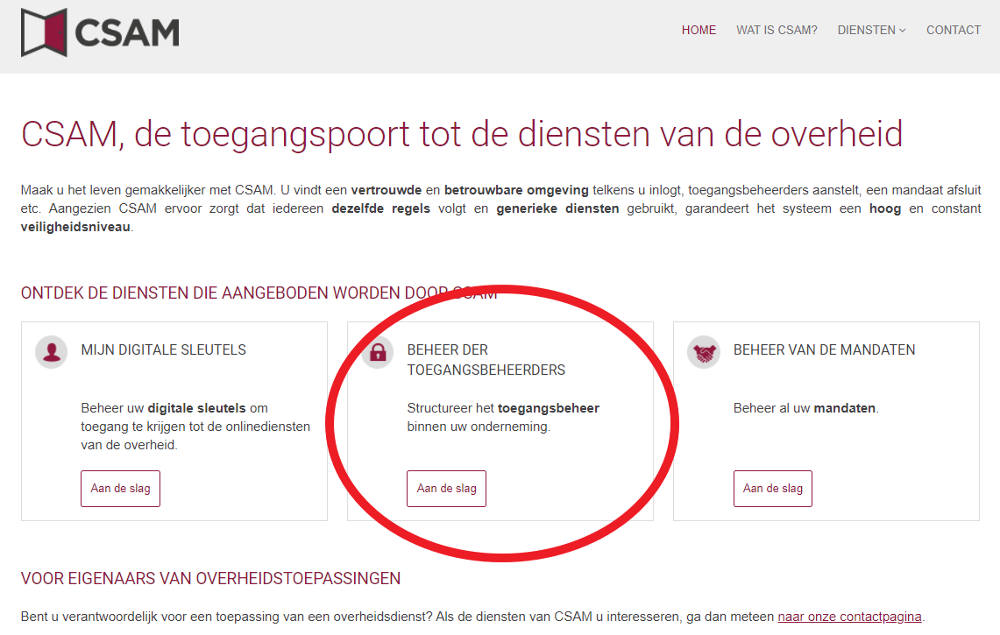 CSAM
HOME WAT IS CSAM? DIENSTEN CONTACT
CSAM, de toegangspoort tot de diensten van de overheid
Maak u het leven gemakkelijker met CSAM. U vindt een vertrouwde en betrouwbare omgeving telkens u inlogt, toegangsbeheerders aanstelt, een mandaat afsluit
etc. Aangezien CSAM ervoor zorgt dat iedereen dezelfde regels volgt en generieke diensten gebruikt, garandeert het systeem een hoog en constant
veiligheidsniveau.
ONTDEK DE DIENSTEN DIE AANGEBODEN WORDEN DOOR CSAM
MIJN DIGITALE SLEUTELS
Beheer uw digitale sleutels om
toegang te krijgen tot de onlinediensten
van de overheid.
Aan de slag
BEHEER DER
TOEGANGSBEHEERDERS
Structureer het toegangsbeheer
binnen uw onderneming.
Aan de slag
BEHEER VAN DE MANDATEN
Beheer al uw mandaten.
Aan de slag
VOOR EIGENAARS VAN OVERHEIDSTOEPASSINGEN
Bent u verantwoordelijk voor een toepassing van een overheidsdienst? Als de diensten van CSAM u interesseren, ga dan meteen naar onze contactpagina.